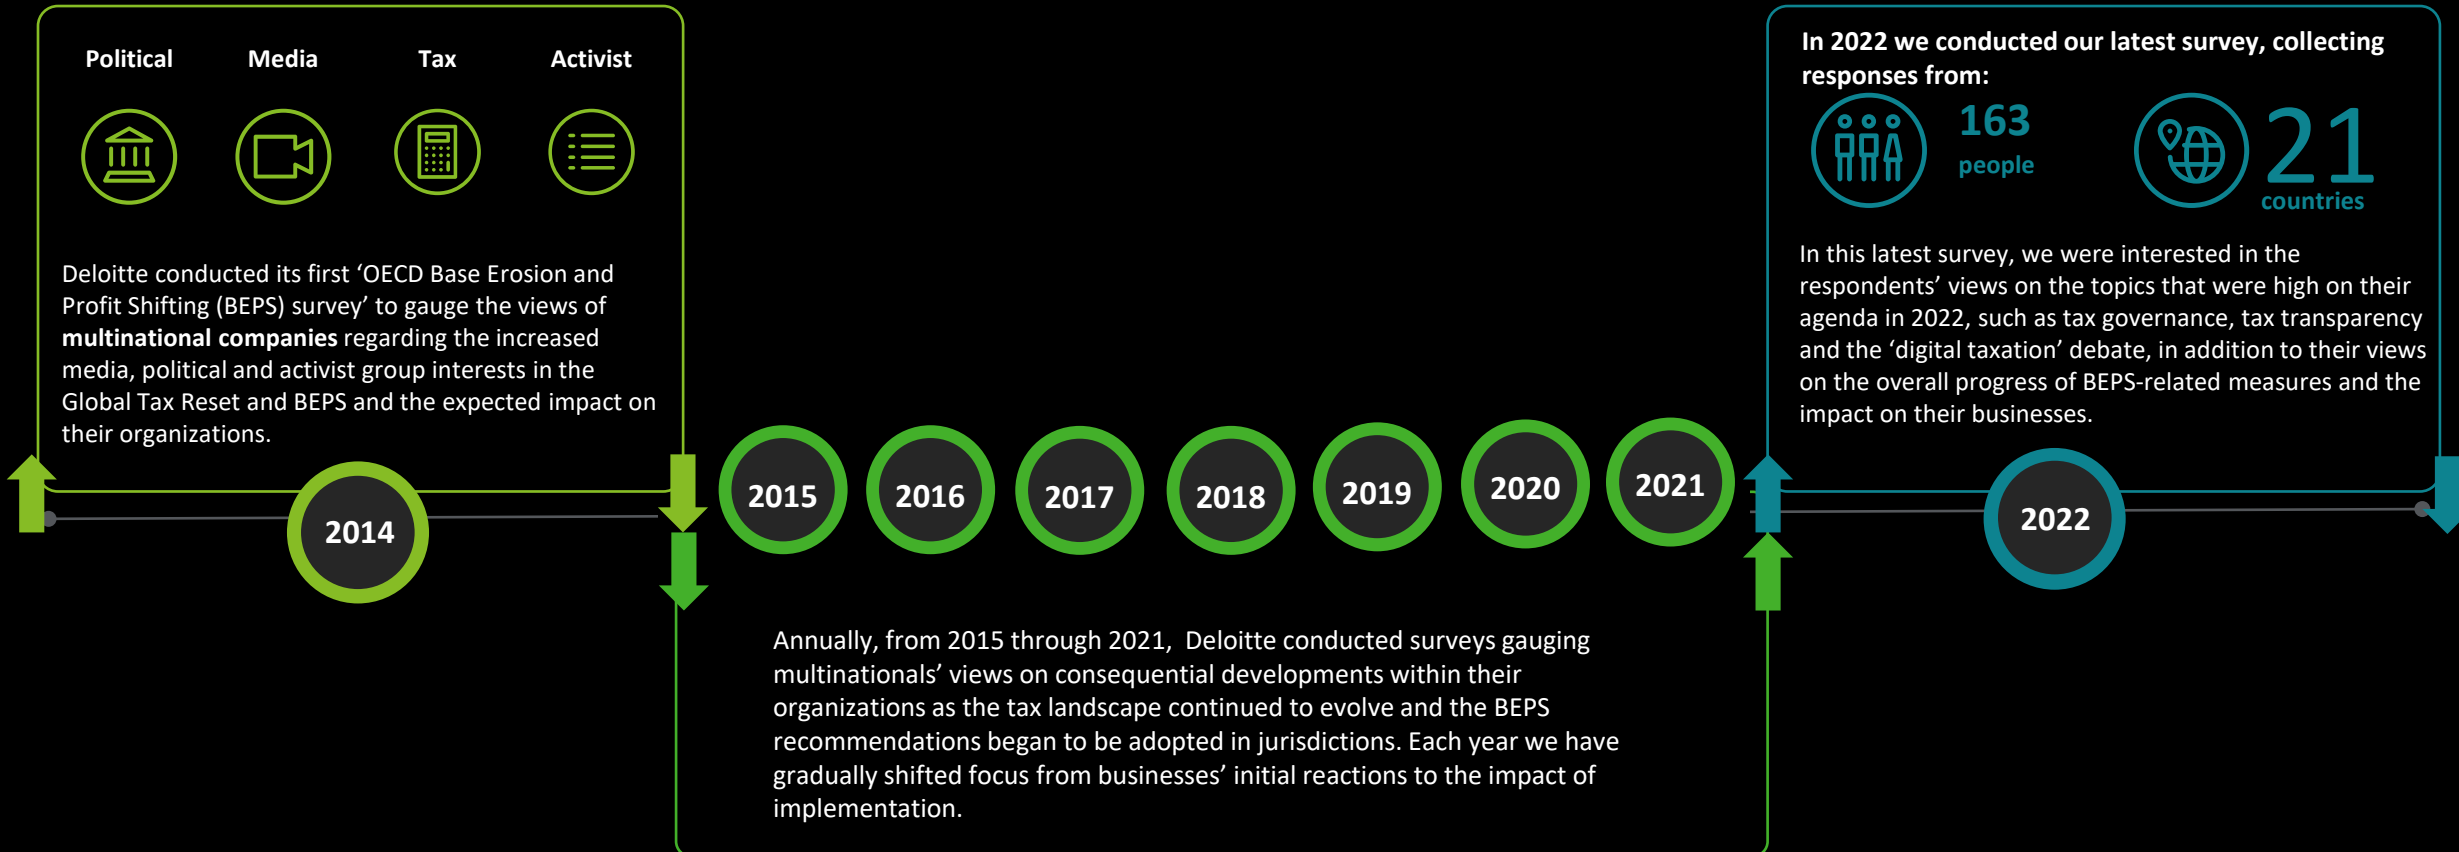 Political Media Tax Activist
Deloitte conducted its first ‘OECD Base Erosion and
Profit Shifting (BEPS) survey’ to gauge the views of
multinational companies regarding the increased
media, political and activist group interests in the
Global Tax Reset and BEPS and the expected impact on
their organizations.
2014
2015 2016 2017 2018 2019 2020 2021
Annually, from 2015 through 2021, Deloitte conducted surveys gauging
multinationals’ views on consequential developments within their
organizations as the tax landscape continued to evolve and the BEPS
recommendations began to be adopted in jurisdictions. Each year we have
gradually shifted focus from businesses’ initial reactions to the impact of
implementation.
In 2022 we conducted our latest survey, collecting
responses from:
163
people
21
countries
In this latest survey, we were interested in the
respondents’ views on the topics that were high on their
agenda in 2022, such as tax governance, tax transparency
and the ‘digital taxation’ debate, in addition to their views
on the overall progress of BEPS-related measures and the
impact on their businesses.
2022